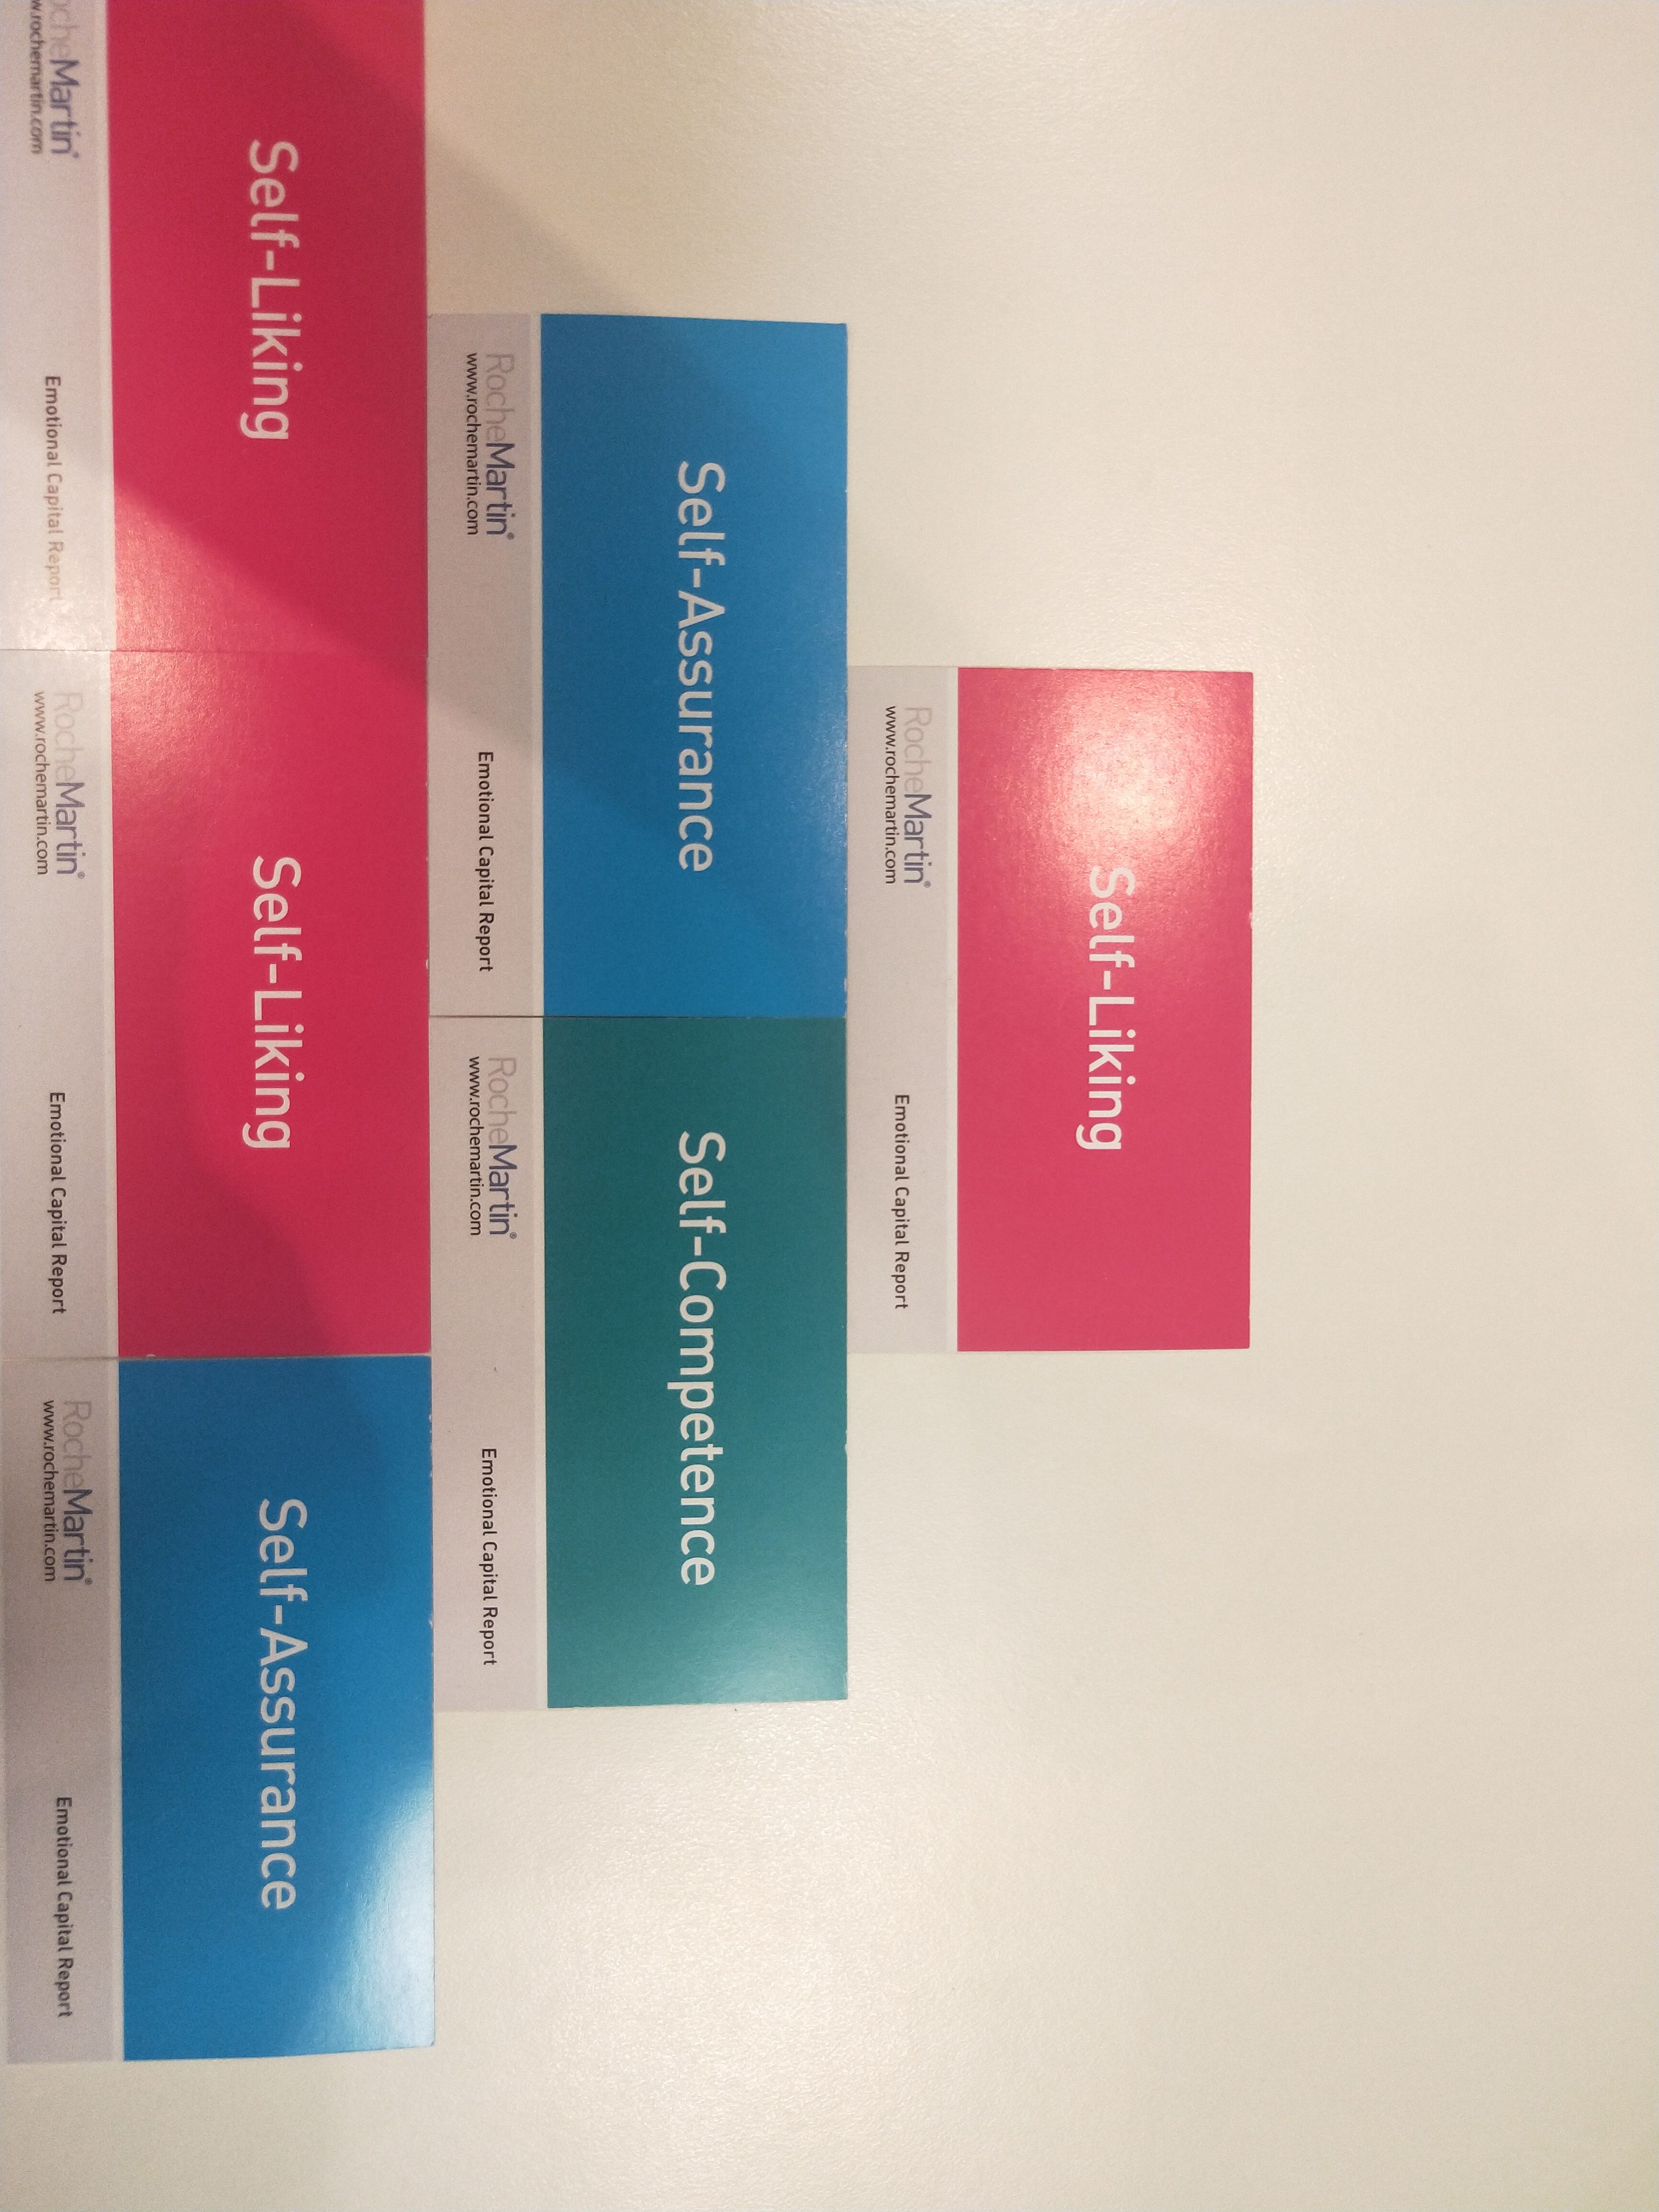 Self-Liking
RocheMartin®
www.rochemartin.com
Emotional Capital Report
Self-Assurance
RocheMartin®
www.rochemartin.com
Emotional Capital Report
Self-Competence
RocheMartin®
www.rochemartin.com
Emotional Capital Report
Self-Liking
ocheMartin®
w.rochemartin.com
Emotional Capital Report
Self-Liking
RocheMartin®
www.rochemartin.com
Emotional Capital Report
Self-Assurance
RocheMartin®
www.rochemartin.com
Emotional Capital Report